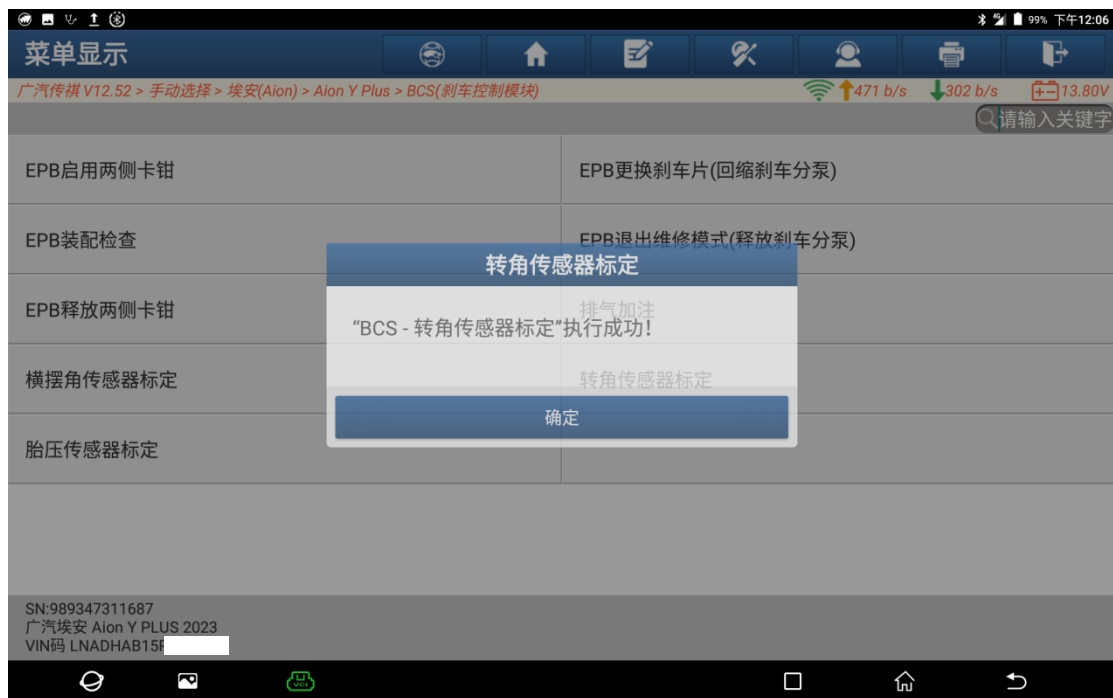 99% 下午12:06
菜单显示
广汽传祺 V12.52 > 手动选择 > 埃安(Aion) > Aion Y Plus > BCS(刹车控制模块)
471 b/s 302 b/s 13.80V
请输入关键字
EPB启用两侧卡钳
EPB更换刹车片(回缩刹车分泵)
EPB装配检查
EPB退出维修模式(释放刹车分泵)
转角传感器标定
EPB释放两侧卡钳
排气加注
“BCS - 转角传感器标定”执行成功!
横摆角传感器标定
转角传感器标定
确定
胎压传感器标定
SN:989347311687
广汽埃安 Aion Y PLUS 2023
VIN码 LNADHAB15
VCI